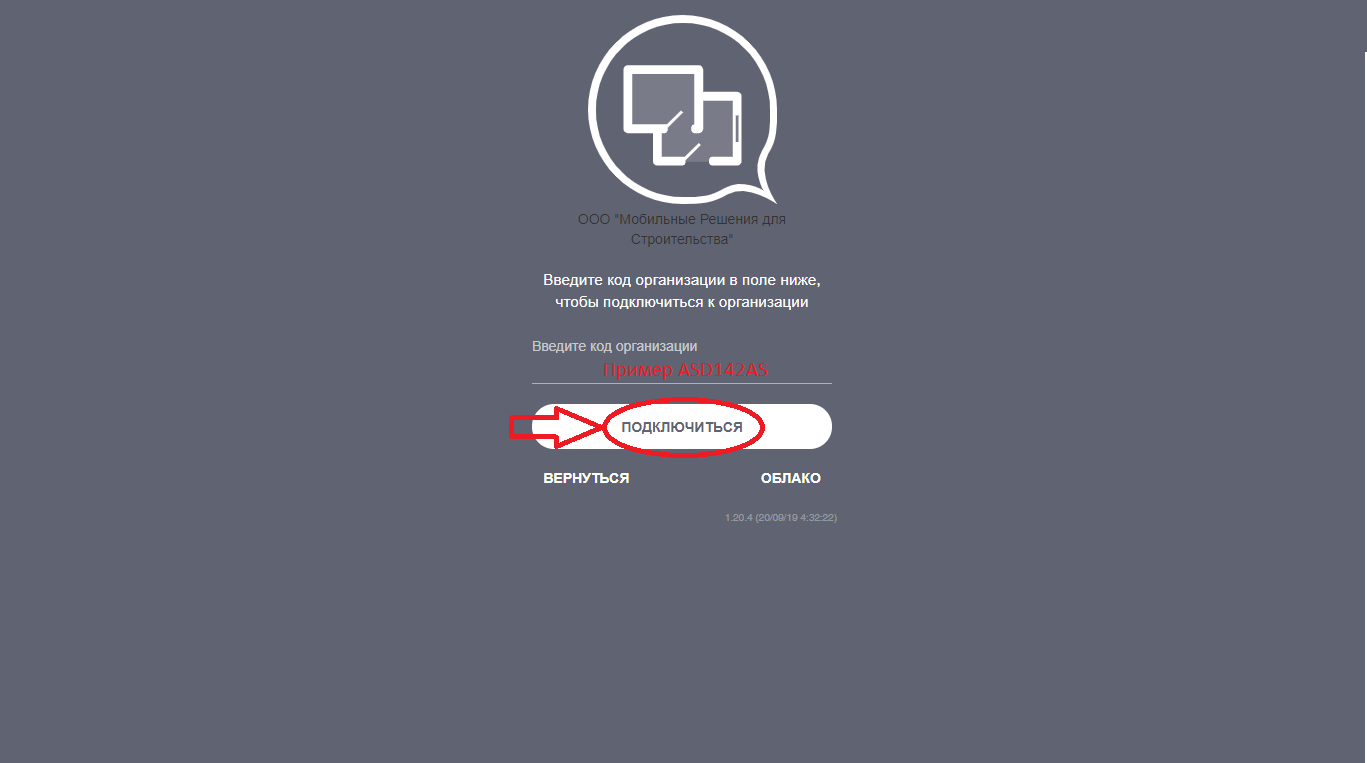 ООО "Мобильные Решения для
Строительства"
Введите код организации в поле ниже,
чтобы подключиться к организации
Введите код организации
Пример ASD142AS
ПОДКЛЮЧИТЬСЯ
ВЕРНУТЬСЯ ОБЛАКО
1.20.4 (20/09/19 4:32:22)